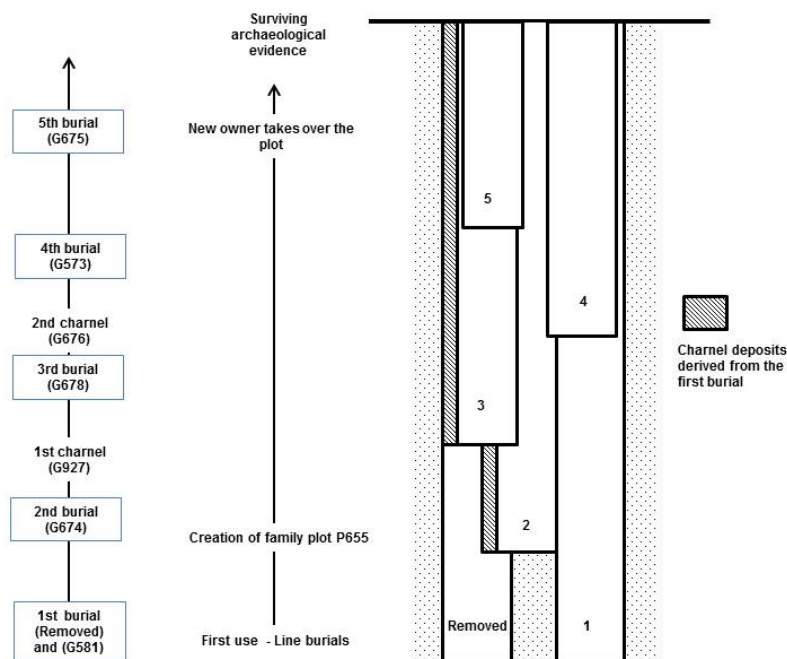 Surviving
archaeological
evidence
5th burial
(G675)
New owner takes over the
plot
4th burial
(G573)
2nd charnel
(G676)
3rd burial
(G678)
1st charnel
(G927)
2nd burial
(G674)
Creation of family plot P655
1st burial
(Removed)
and (G581)
First use - Line burials
5
4
3
2
Removed
1
Charnel deposits
derived from the
first burial